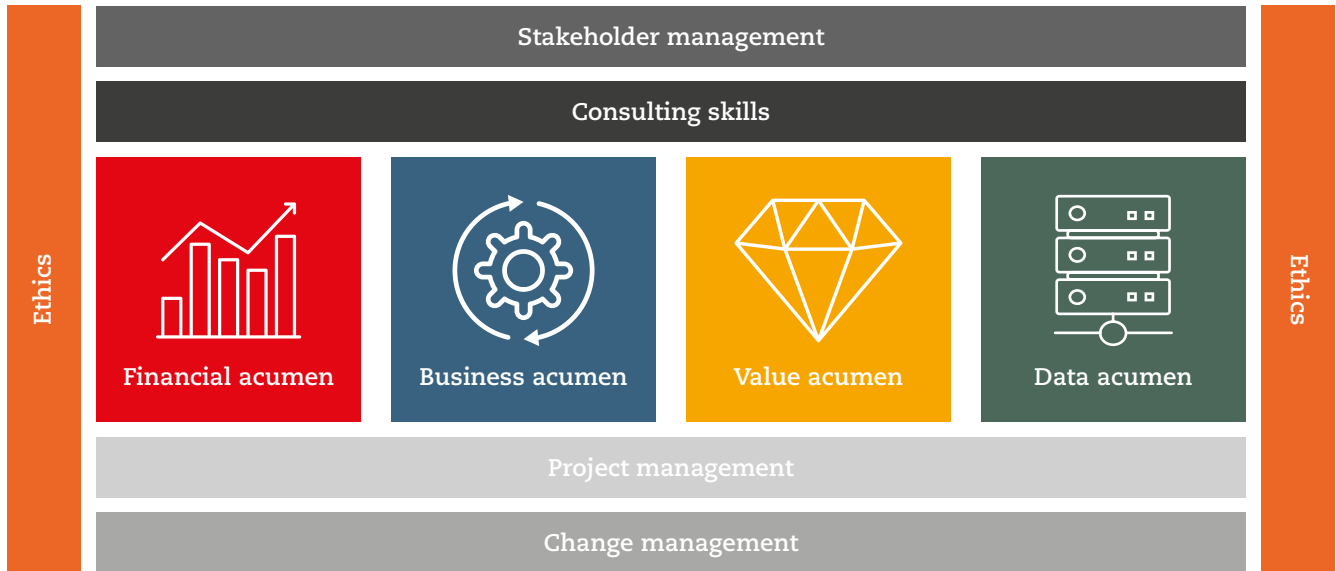 Ethics
Stakeholder management
Consulting skills
Financial acumen
Business acumen
Value acumen
Data acumen
Project management
Change management
Ethics